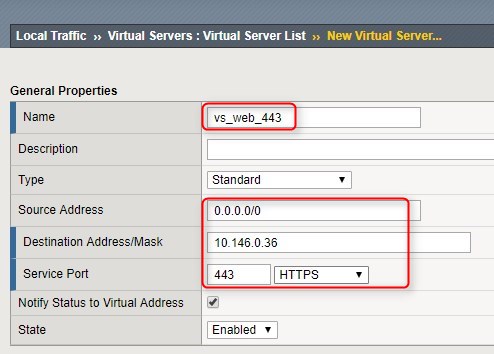 Local Traffic ›› Virtual Servers : Virtual Server List ›› New Virtual Server...
General Properties
Name vs_web_443
Description
Type Standard
Source Address 0.0.0.0/0
Destination Address/Mask 10.146.0.36
Service Port 443 HTTPS
Notify Status to Virtual Address
State Enabled